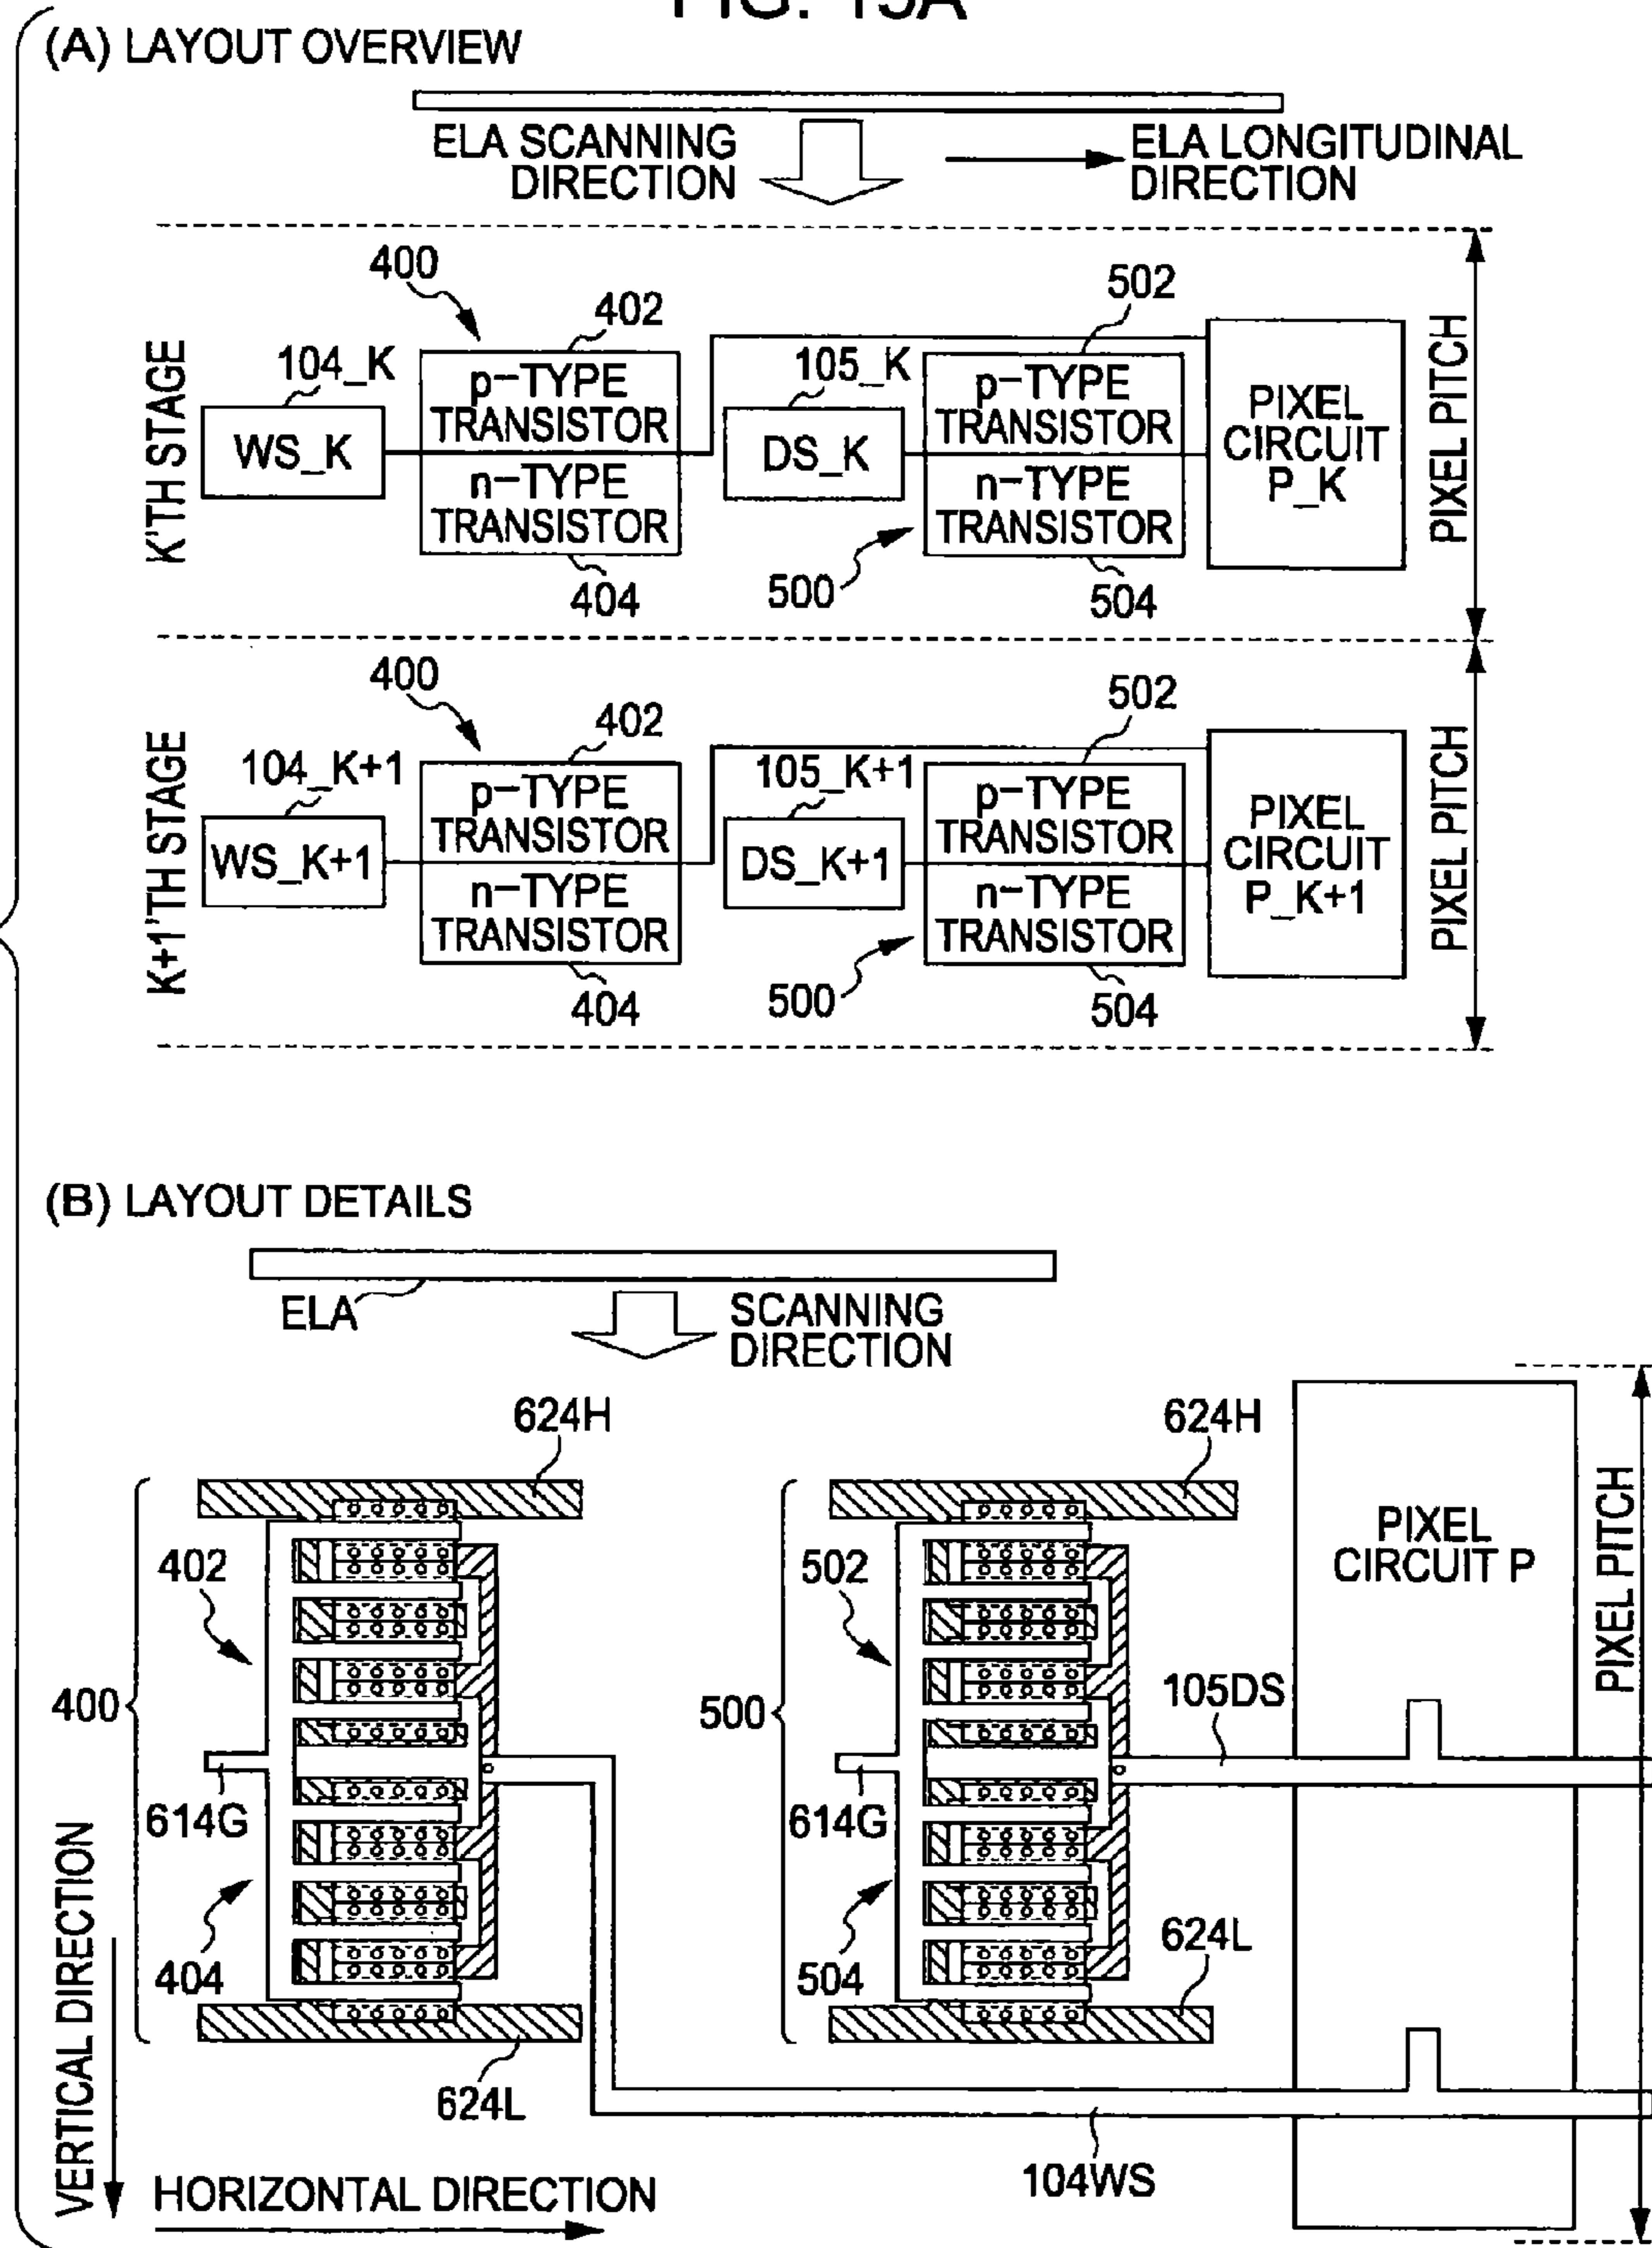 FIG. 15A
(A) LAYOUT OVERVIEW
ELA SCANNING
DIRECTION
ELA LONGITUDINAL
DIRECTION
K'TH STAGE
400
402
502
104_K
105_K
p-TYPE
TRANSISTOR
n-TYPE
TRANSISTOR
WS_K
DS_K
p-TYPE
TRANSISTOR
n-TYPE
TRANSISTOR
PIXEL
CIRCUIT
P_K
PIXEL PITCH
404
500
504
K+1'TH STAGE
400
402
502
104_K+1
105_K+1
p-TYPE
TRANSISTOR
n-TYPE
TRANSISTOR
WS_K+1
DS_K+1
p-TYPE
TRANSISTOR
n-TYPE
TRANSISTOR
PIXEL
CIRCUIT
P_K+1
PIXEL PITCH
404
500
504
(B) LAYOUT DETAILS
ELA
SCANNING
DIRECTION
624H
624H
402
502
PIXEL
CIRCUIT P
PIXEL PITCH
400
500
105DS
614G
614G
404
504
624L
624L
104WS
VERTICAL DIRECTION
HORIZONTAL DIRECTION